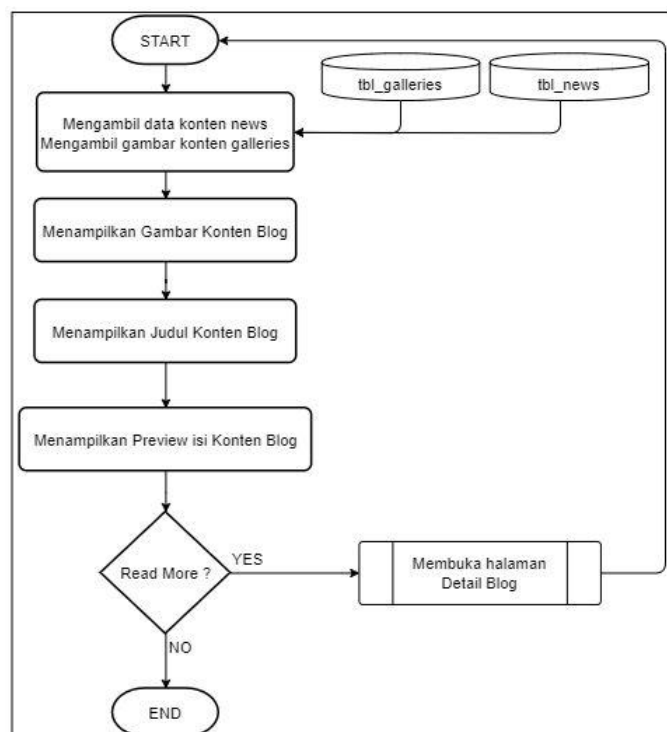 START
tbl_galleries
tbl_news
Mengambil data konten news
Mengambil gambar konten galleries
Menampilkan Gambar Konten Blog
Menampilkan Judul Konten Blog
Menampilkan Preview isi Konten Blog
Read More ?
YES
Membuka halaman
Detail Blog
NO
END